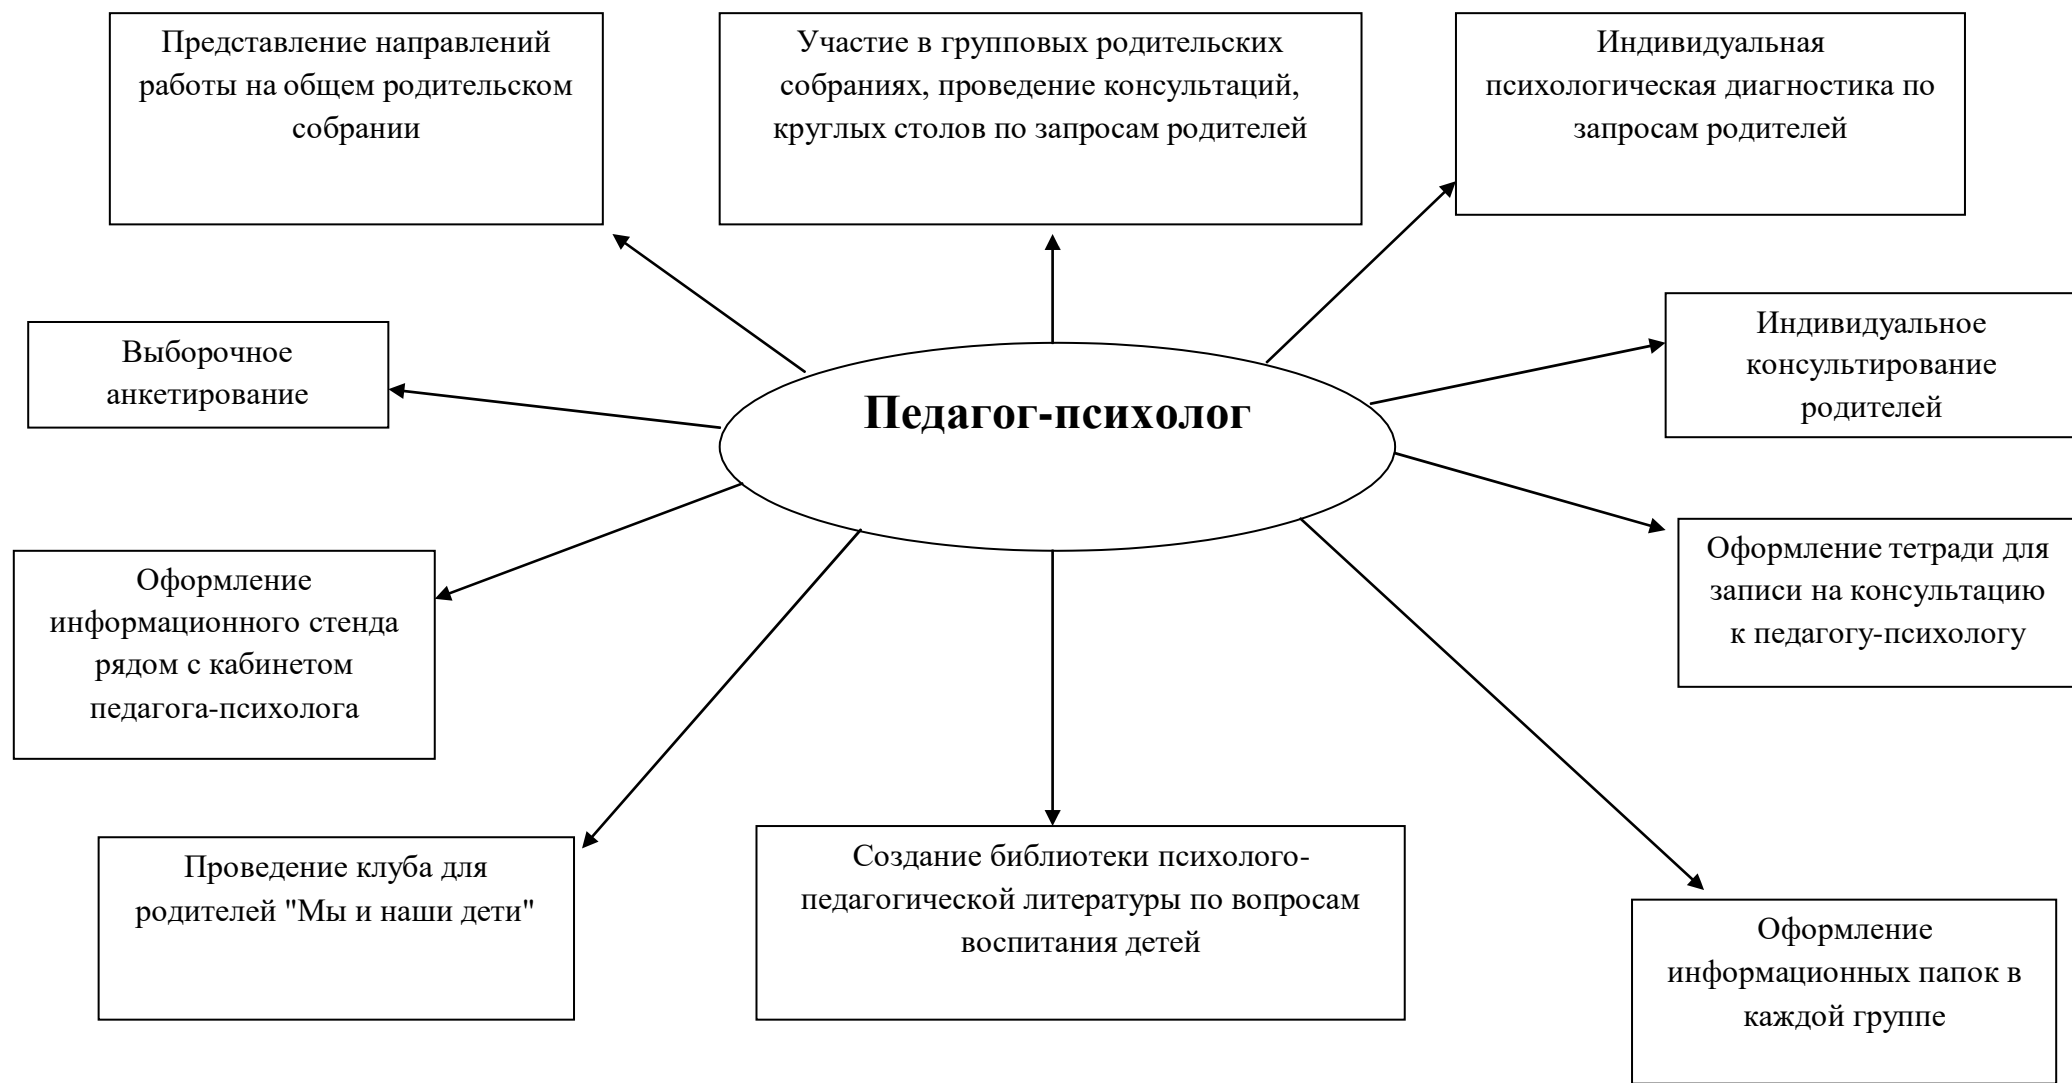 Представление направлений
работы на общем родительском
собрании
Участие в групповых родительских
собраниях, проведение консультаций,
круглых столов по запросам родителей
Индивидуальная
психологическая диагностика по
запросам родителей
Выборочное
анкетирование
Педагог-психолог
Индивидуальное
консультирование
родителей
Оформление
информационного стенда
рядом с кабинетом
педагога-психолога
Оформление тетради для
записи на консультацию
к педагогу-психологу
Проведение клуба для
родителей "Мы и наши дети"
Создание библиотеки психолого-
педагогической литературы по вопросам
воспитания детей
Оформление
информационных папок в
каждой группе